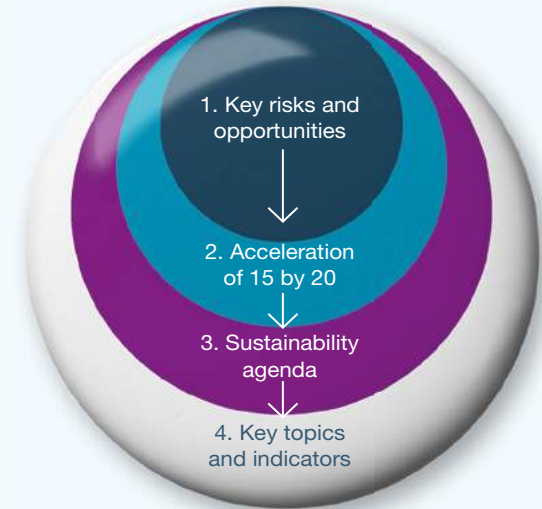 1. Key risks and
opportunities
2. Acceleration
of 15 by 20
3. Sustainability
agenda
4. Key topics
and indicators